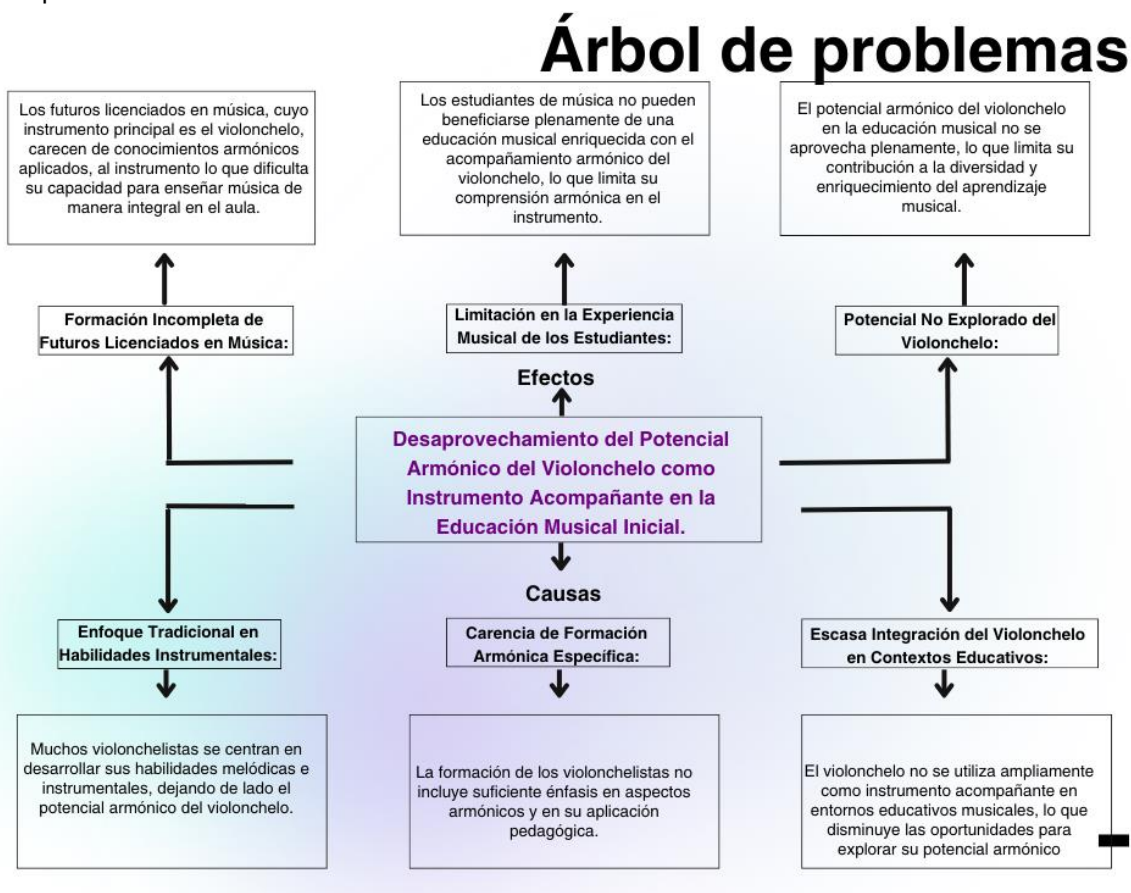 Árbol de problemas
Los futuros licenciados en música, cuyo
instrumento principal es el violonchelo,
carecen de conocimientos armónicos
aplicados, al instrumento lo que dificulta
su capacidad para enseñar música de
manera integral en el aula.
Los estudiantes de música no pueden
beneficiarse plenamente de una
educación musical enriquecida con el
acompañamiento armónico del
violonchelo, lo que limita su
comprensión armónica en el
instrumento.
El potencial armónico del violonchelo
en la educación musical no se
aprovecha plenamente, lo que limita su
contribución a la diversidad y
enriquecimiento del aprendizaje
musical.
Formación Incompleta de
Futuros Licenciados en Música:
Limitación en la Experiencia
Musical de los Estudiantes:
Potencial No Explorado del
Violonchelo:
Efectos
Desaprovechamiento del Potencial
Armónico del Violonchelo como
Instrumento Acompañante en la
Educación Musical Inicial.
Causas
Enfoque Tradicional en
Habilidades Instrumentales:
Carencia de Formación
Armónica Específica:
Escasa Integración del Violonchelo
en Contextos Educativos:
Muchos violonchelistas se centran en
desarrollar sus habilidades melódicas e
instrumentales, dejando de lado el
potencial armónico del violonchelo.
La formación de los violonchelistas no
incluye suficiente énfasis en aspectos
armónicos y en su aplicación
pedagógica.
El violonchelo no se utiliza ampliamente
como instrumento acompañante en
entornos educativos musicales, lo que
disminuye las oportunidades para
explorar su potencial armónico